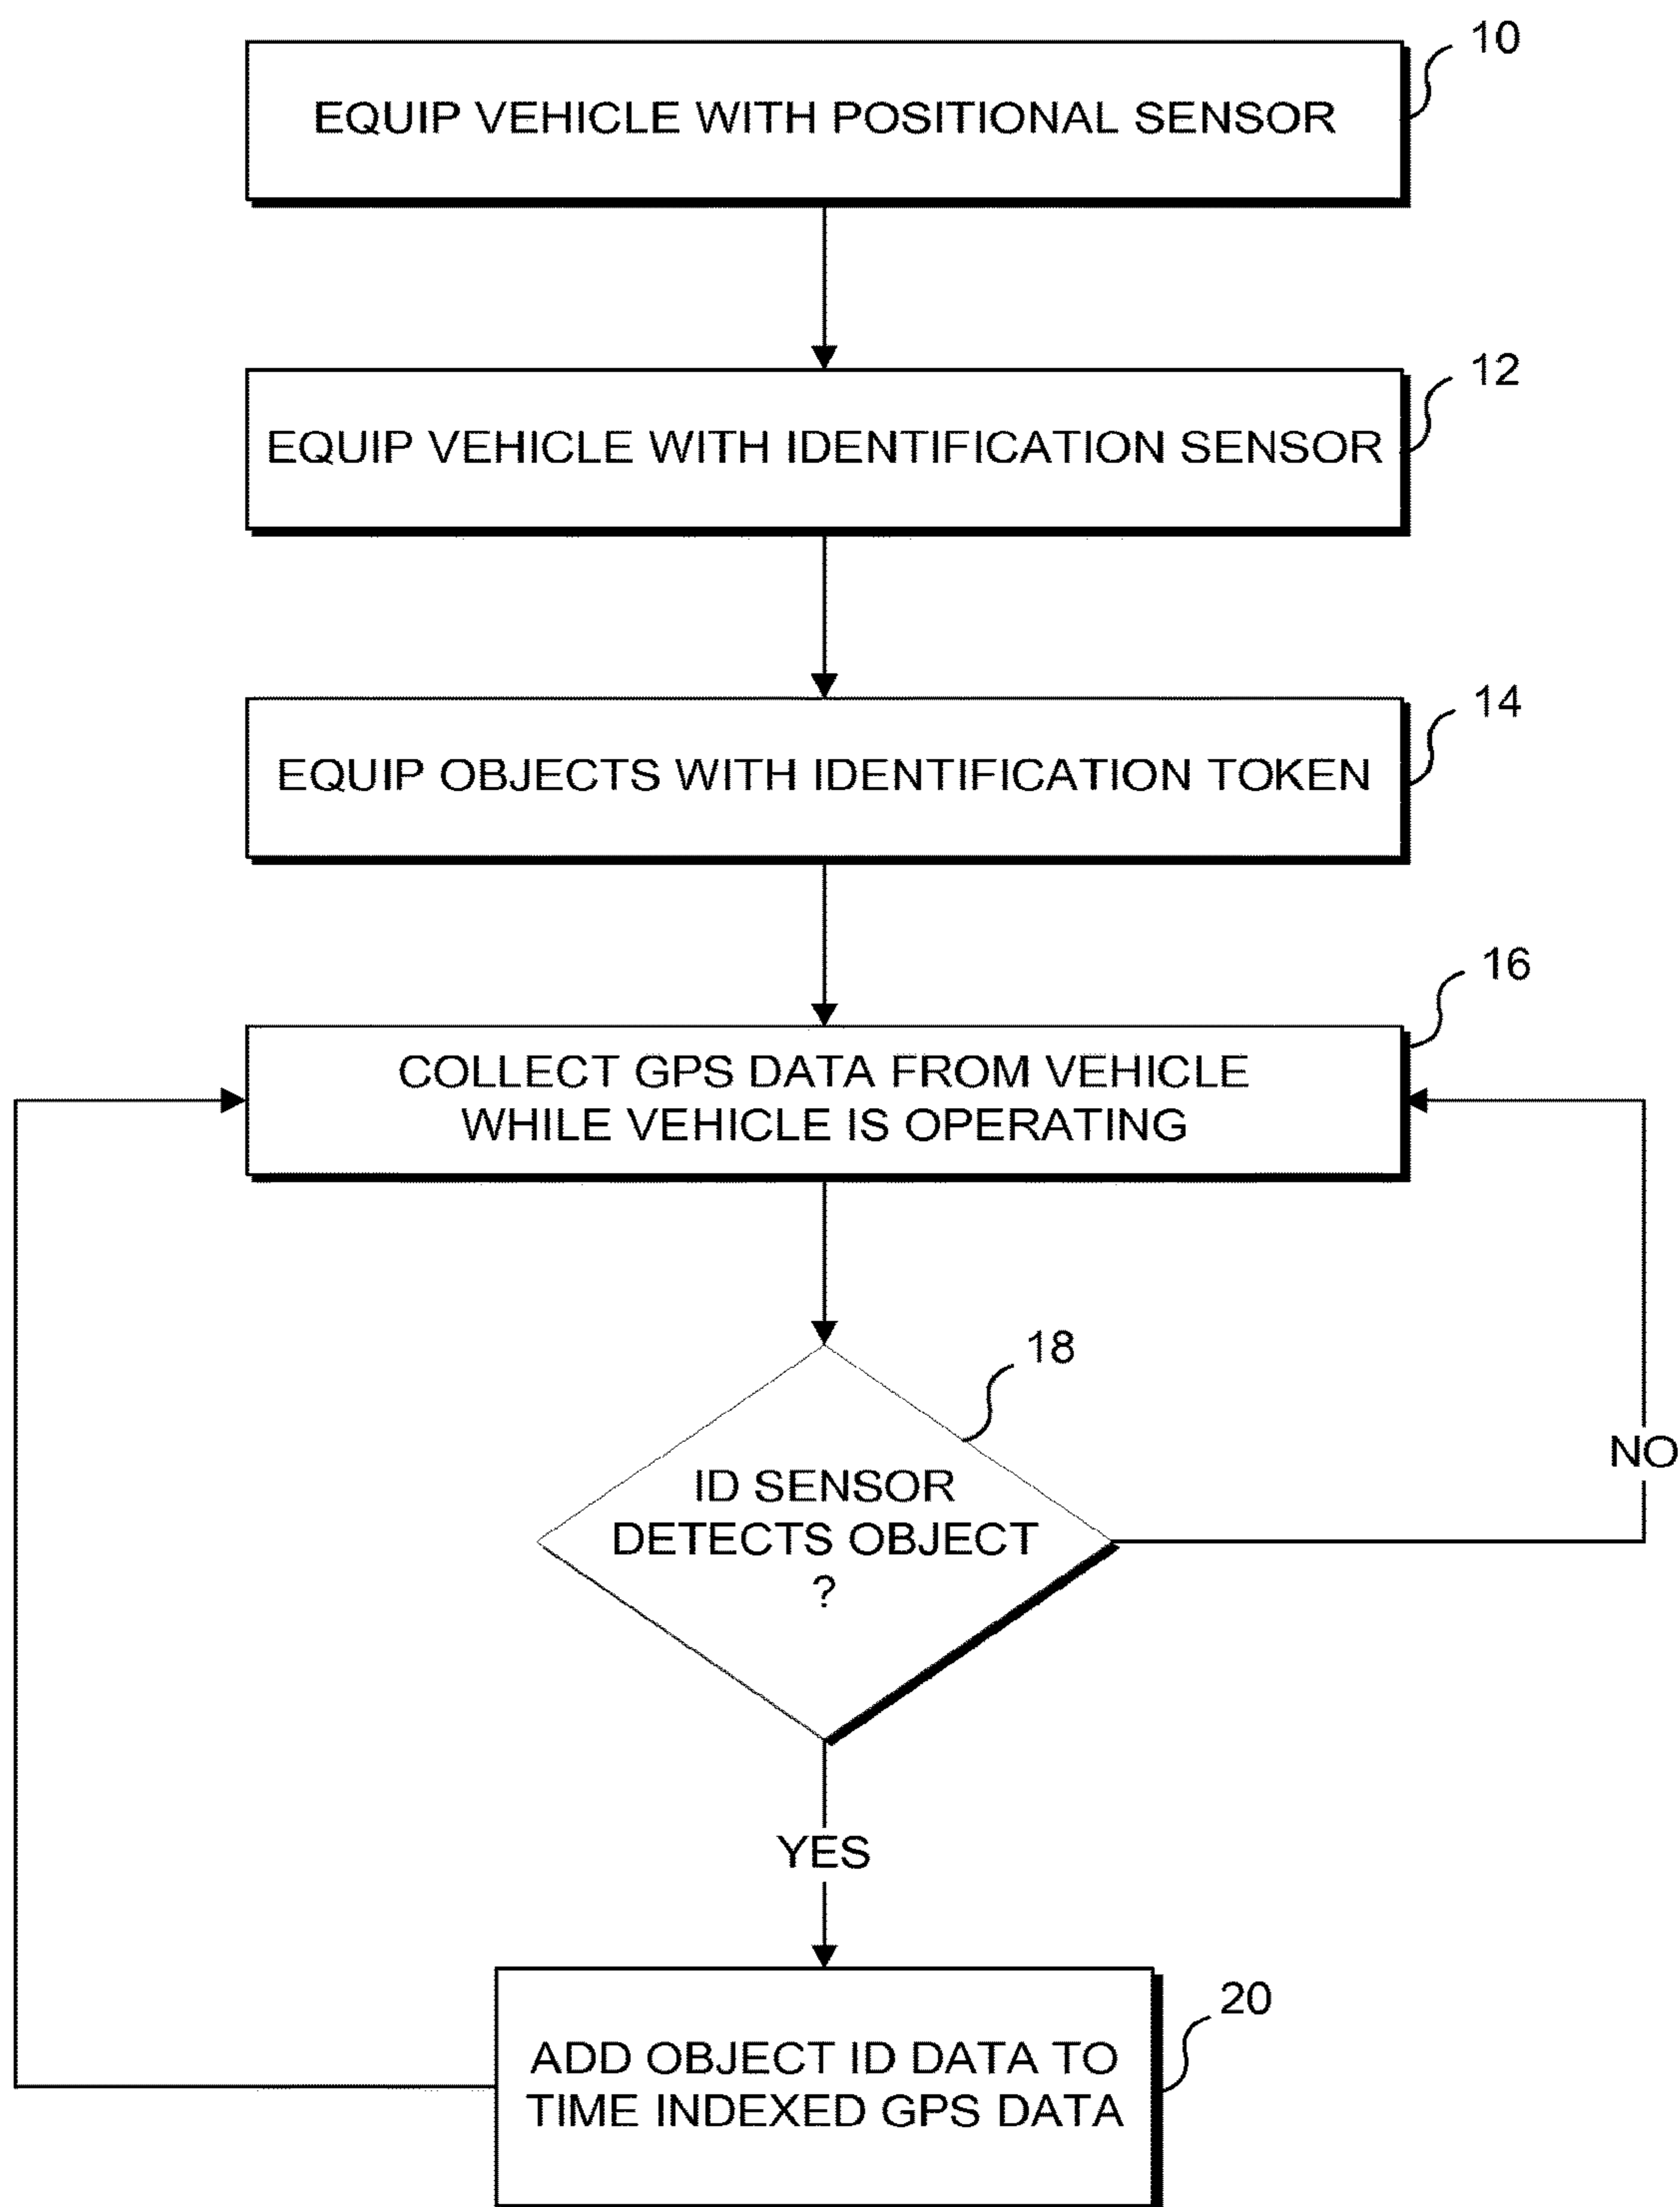 10
EQUIP VEHICLE WITH POSITIONAL SENSOR
12
EQUIP VEHICLE WITH IDENTIFICATION SENSOR
14
EQUIP OBJECTS WITH IDENTIFICATION TOKEN
16
COLLECT GPS DATA FROM VEHICLE
WHILE VEHICLE IS OPERATING
18
ID SENSOR
DETECTS OBJECT
?
NO
YES
20
ADD OBJECT ID DATA TO
TIME INDEXED GPS DATA